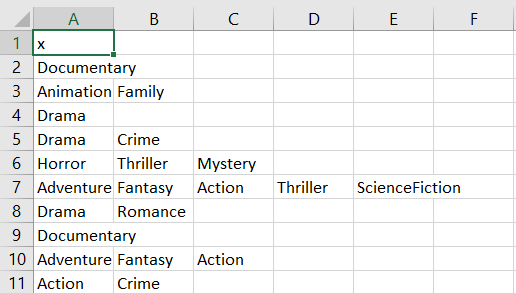 A B C D E F
1 x
2 Documentary
3 Animation Family
4 Drama
5 Drama Crime
6 Horror Thriller Mystery
7 Adventure Fantasy Action Thriller ScienceFiction
8 Drama Romance
9 Documentary
10 Adventure Fantasy Action
11 Action Crime